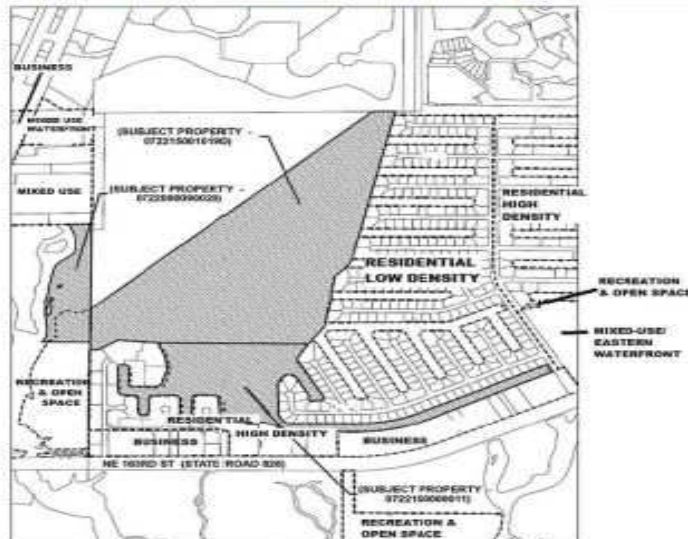 BUSINESS
MIXED USE
WATERFRONT
(SUBJECT PROPERTY -
MIXED USE
(SUBJECT PROPERTY -
RESIDENTIAL
HIGH
DENSITY
RESIDENTIAL
LOW DENSITY
RECREATION
& OPEN SPACE
MIXED-USE/
EASTERN
WATERFRONT
RECREATION
& OPEN
SPACE
RESIDENTIAL
HIGH DENSITY
BUSINESS
BUSINESS
NE 163RD ST (STATE ROAD 826)
(SUBJECT PROPERTY
RECREATION &
OPEN SPACE